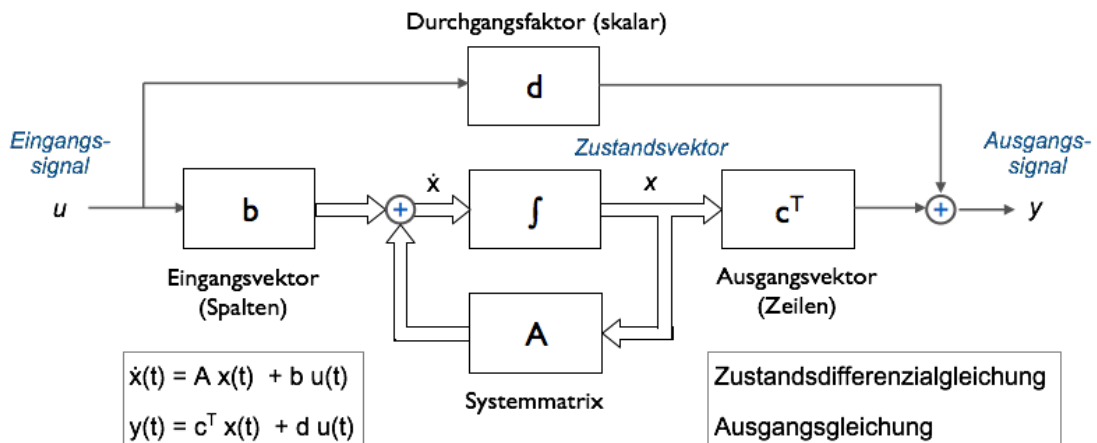 Durchgangsfaktor (skalar)
d
Eingangs-
signal
Zustandsvektor
Ausgangs-
signal
u
b
+
ẋ
∫
x
cᵀ
+
y
Eingangsvektor
(Spalten)
Ausgangsvektor
(Zeilen)
A
Systemmatrix
ẋ(t) = A x(t) + b u(t)
y(t) = cᵀ x(t) + d u(t)
Zustandsdifferenzialgleichung
Ausgangsgleichung